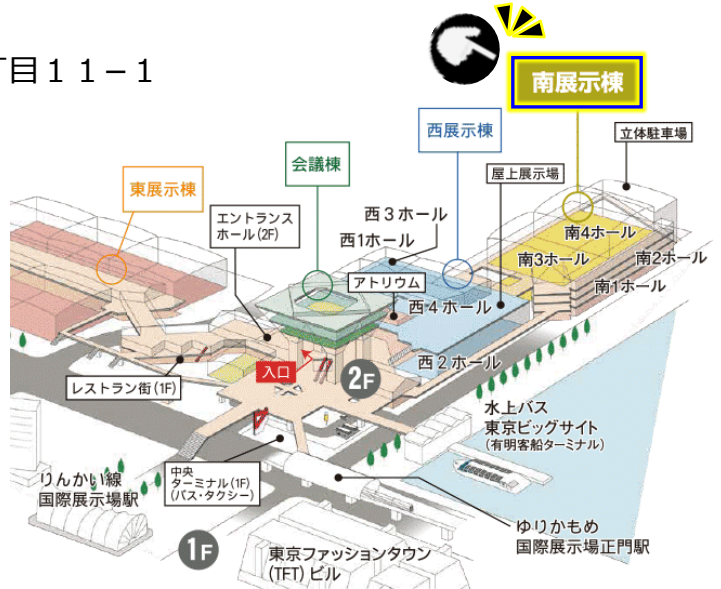 丁目１１－１
南展示棟
立体駐車場
西展示棟
屋上展示場
会議棟
東展示棟
エントランス
ホール(2F)
西３ホール
西1ホール
アトリウム
西４ホール
西２ホール
南4ホール
南3ホール
南2ホール
南1ホール
入口
2F
レストラン街(1F)
水上バス
東京ビッグサイト
(有明客船ターミナル)
中央
ターミナル(1F)
(バス・タクシー)
りんかい線
国際展示場駅
ゆりかもめ
国際展示場正門駅
1F
東京ファッションタウン
(TFT)ビル